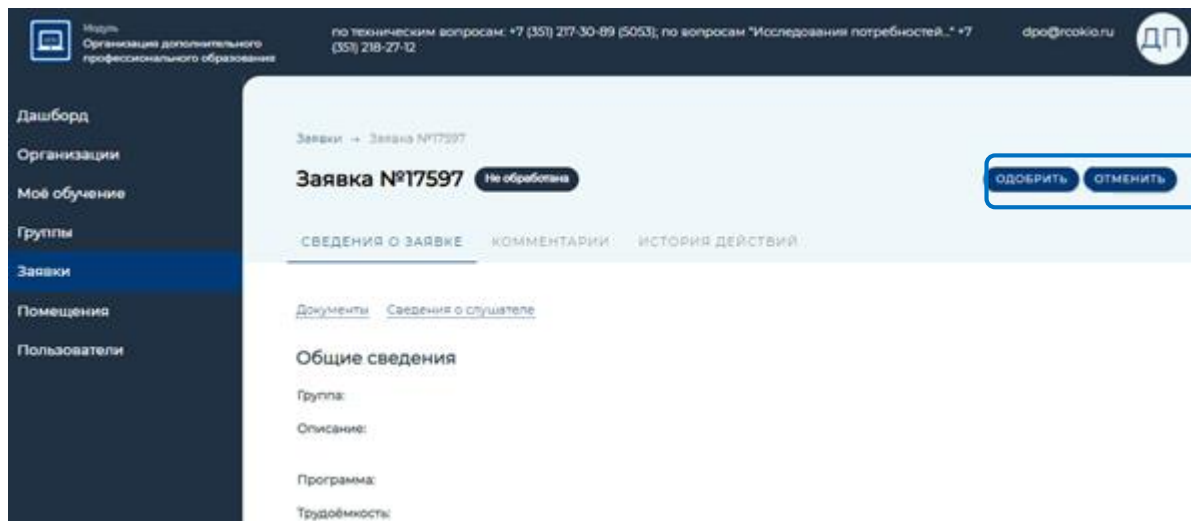 Модуль
Организация дополнительного
профессионального образования
по техническим вопросам: +7 (351) 217-30-89 (5053); по вопросам "Исследования потребностей..." +7
(351) 218-27-12
dpo@rcokio.ru
ДП
Дашборд
Организации
Моё обучение
Группы
Заявки
Помещения
Пользователи
Заявки → Заявка №17597
Заявка №17597 Не обработана
ОДОБРИТЬ ОТМЕНИТЬ
СВЕДЕНИЯ О ЗАЯВКЕ КОММЕНТАРИИ ИСТОРИЯ ДЕЙСТВИЙ
Документы Сведения о слушателе
Общие сведения
Группа:
Описание:
Программа:
Трудоёмкость: